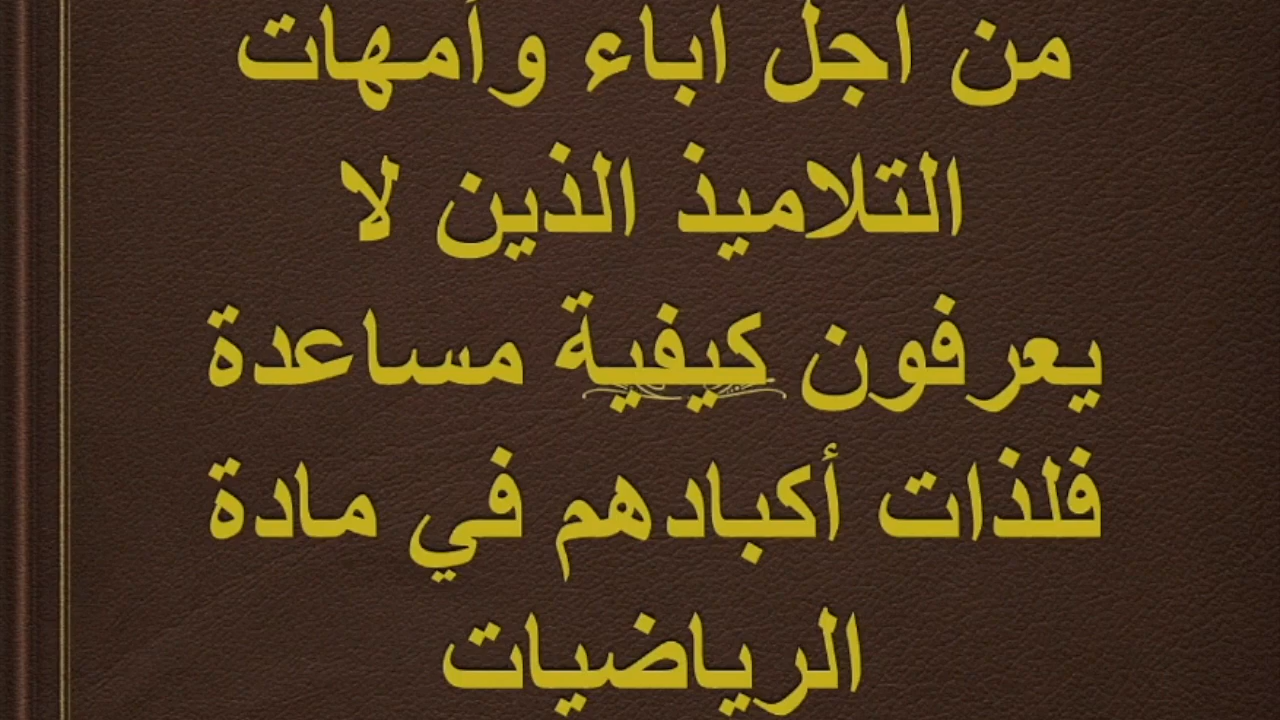 من اجل اباء وأمهات
التلاميذ الذين لا
يعرفون كيفية مساعدة
فلذات أكبادهم في مادة
الرياضيات